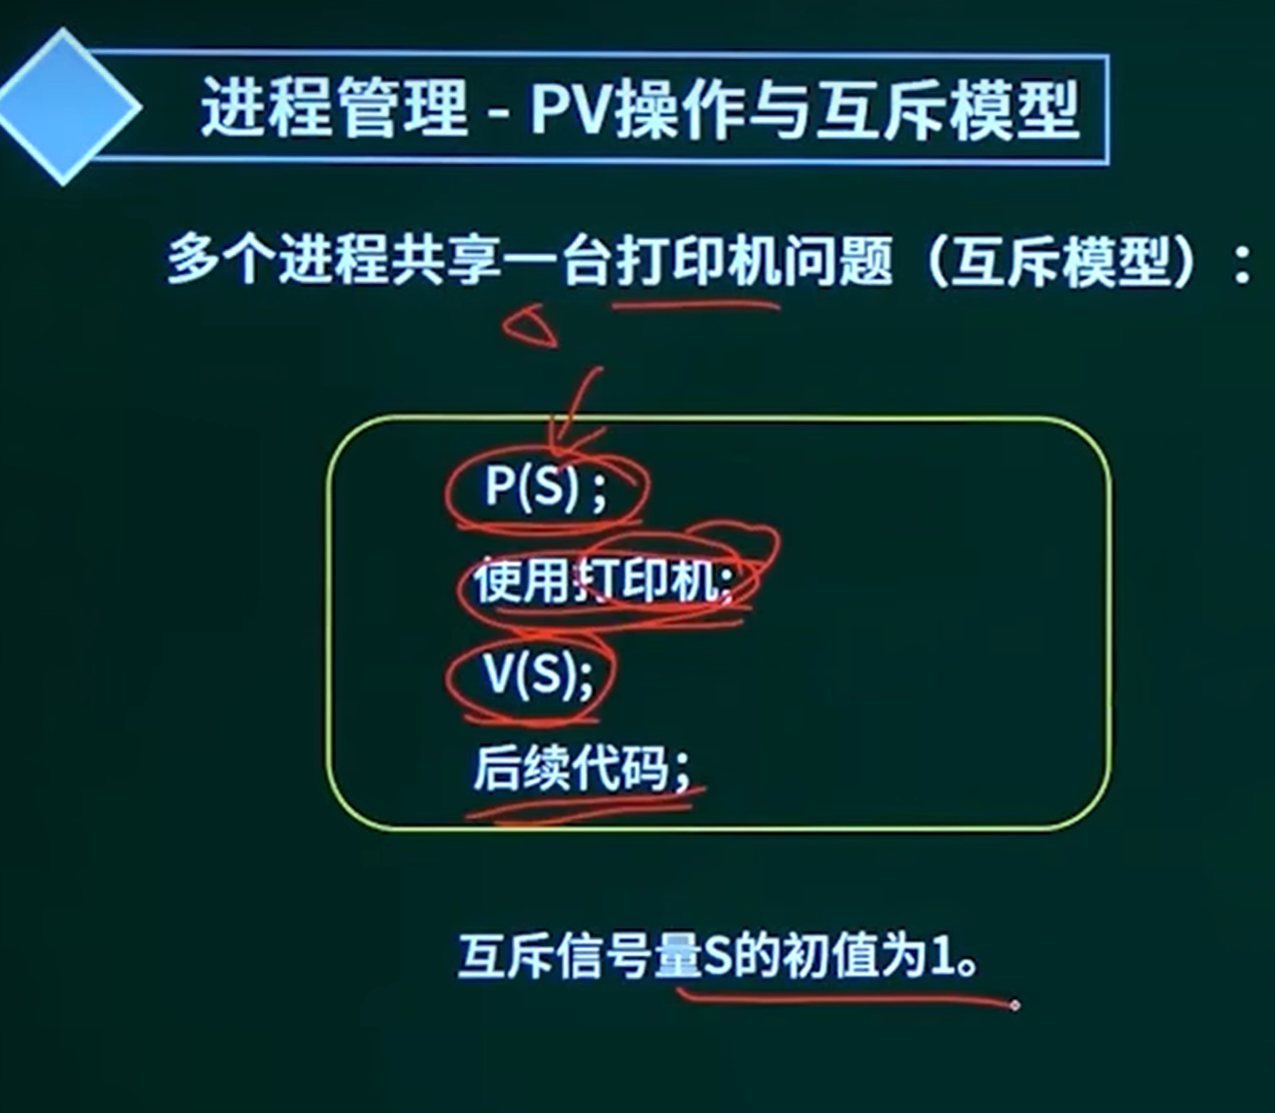 进程管理 - PV操作与互斥模型
多个进程共享一台打印机问题（互斥模型）：
P(S)；
使用打印机;
V(S);
后续代码；
互斥信号量S的初值为1。